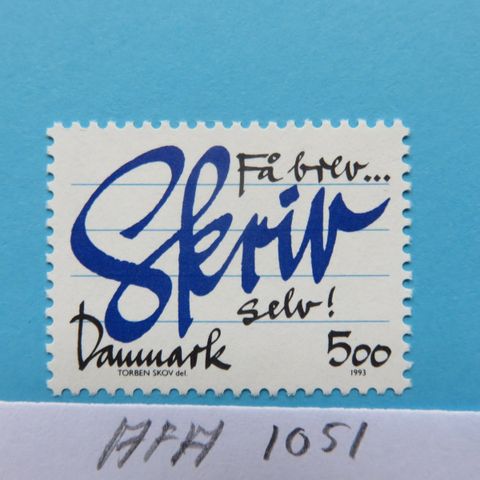 Få brev...
Skriv
selv!
Danmark 500
TORBEN SKOV del. 1993
AFA 1051